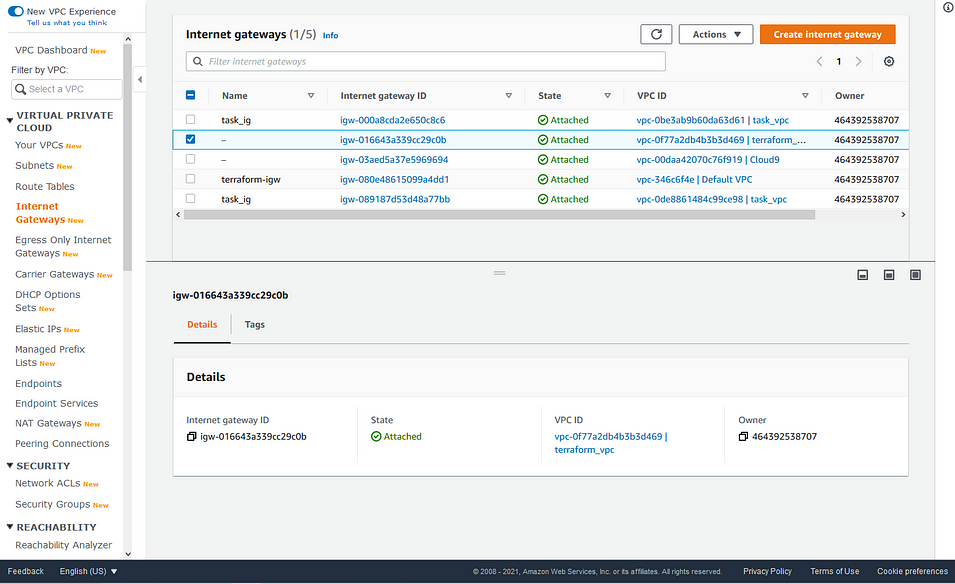 New VPC Experience
Tell us what you think
VPC Dashboard New
Filter by VPC:
Select a VPC
VIRTUAL PRIVATE
CLOUD
Your VPCs New
Subnets New
Route Tables
Internet
Gateways New
Egress Only Internet
Gateways New
Carrier Gateways New
DHCP Options
Sets New
Elastic IPs New
Managed Prefix
Lists New
Endpoints
Endpoint Services
NAT Gateways New
Peering Connections
SECURITY
Network ACLs New
Security Groups New
REACHABILITY
Reachability Analyzer
Internet gateways (1/5) Info
Actions
Create internet gateway
Filter internet gateways
1
Name Internet gateway ID State VPC ID Owner
task_ig igw-000a8cda2e650c8c6 Attached vpc-0be3ab9b60da63d61 | task_vpc 464392538707
– igw-016643a339cc29c0b Attached vpc-0f77a2db4b3b3d469 | terraform_... 464392538707
– igw-03aed5a37e5969694 Attached vpc-00daa42070c76f919 | Cloud9 464392538707
terraform-igw igw-080e48615099a4dd1 Attached vpc-346c6f4e | Default VPC 464392538707
task_ig igw-089187d53d48a77bb Attached vpc-0de8861484c99ce98 | task_vpc 464392538707
igw-016643a339cc29c0b
Details Tags
Details
Internet gateway ID
igw-016643a339cc29c0b
State
Attached
VPC ID
vpc-0f77a2db4b3b3d469 |
terraform_vpc
Owner
464392538707
Feedback English (US) © 2008 - 2021, Amazon Web Services, Inc. or its affiliates. All rights reserved. Privacy Policy Terms of Use Cookie preferences